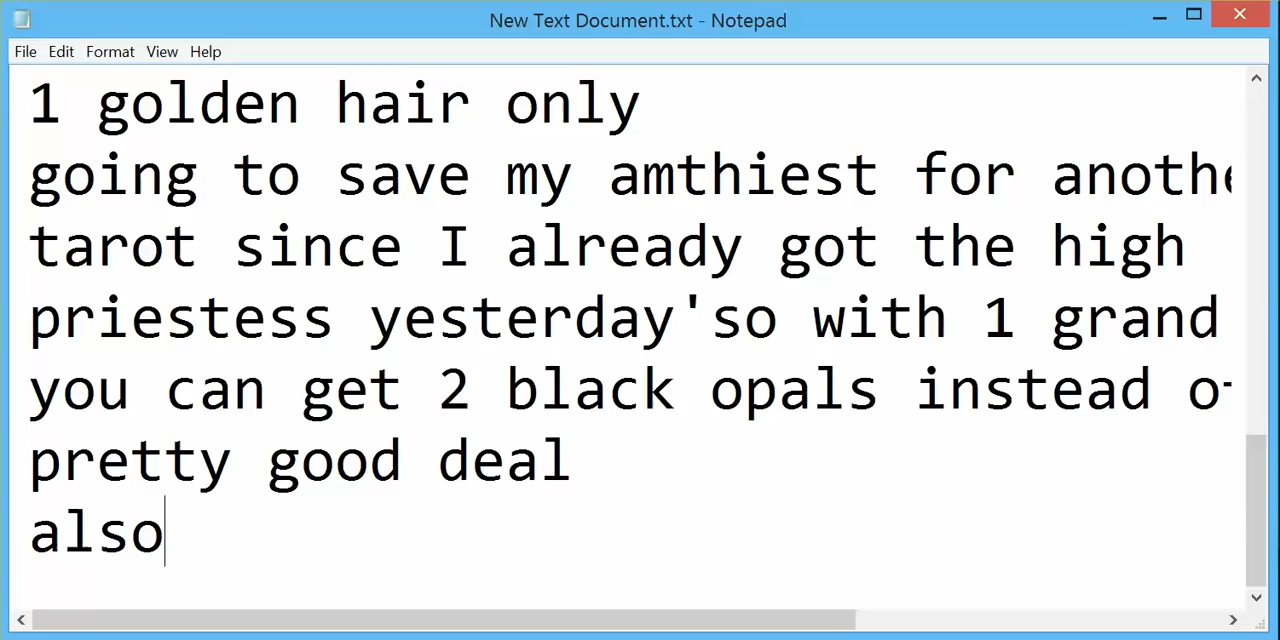 New Text Document.txt - Notepad
File Edit Format View Help
1 golden hair only
going to save my amthiest for anothe
tarot since I already got the high
priestess yesterday'so with 1 grand
you can get 2 black opals instead o
pretty good deal
also